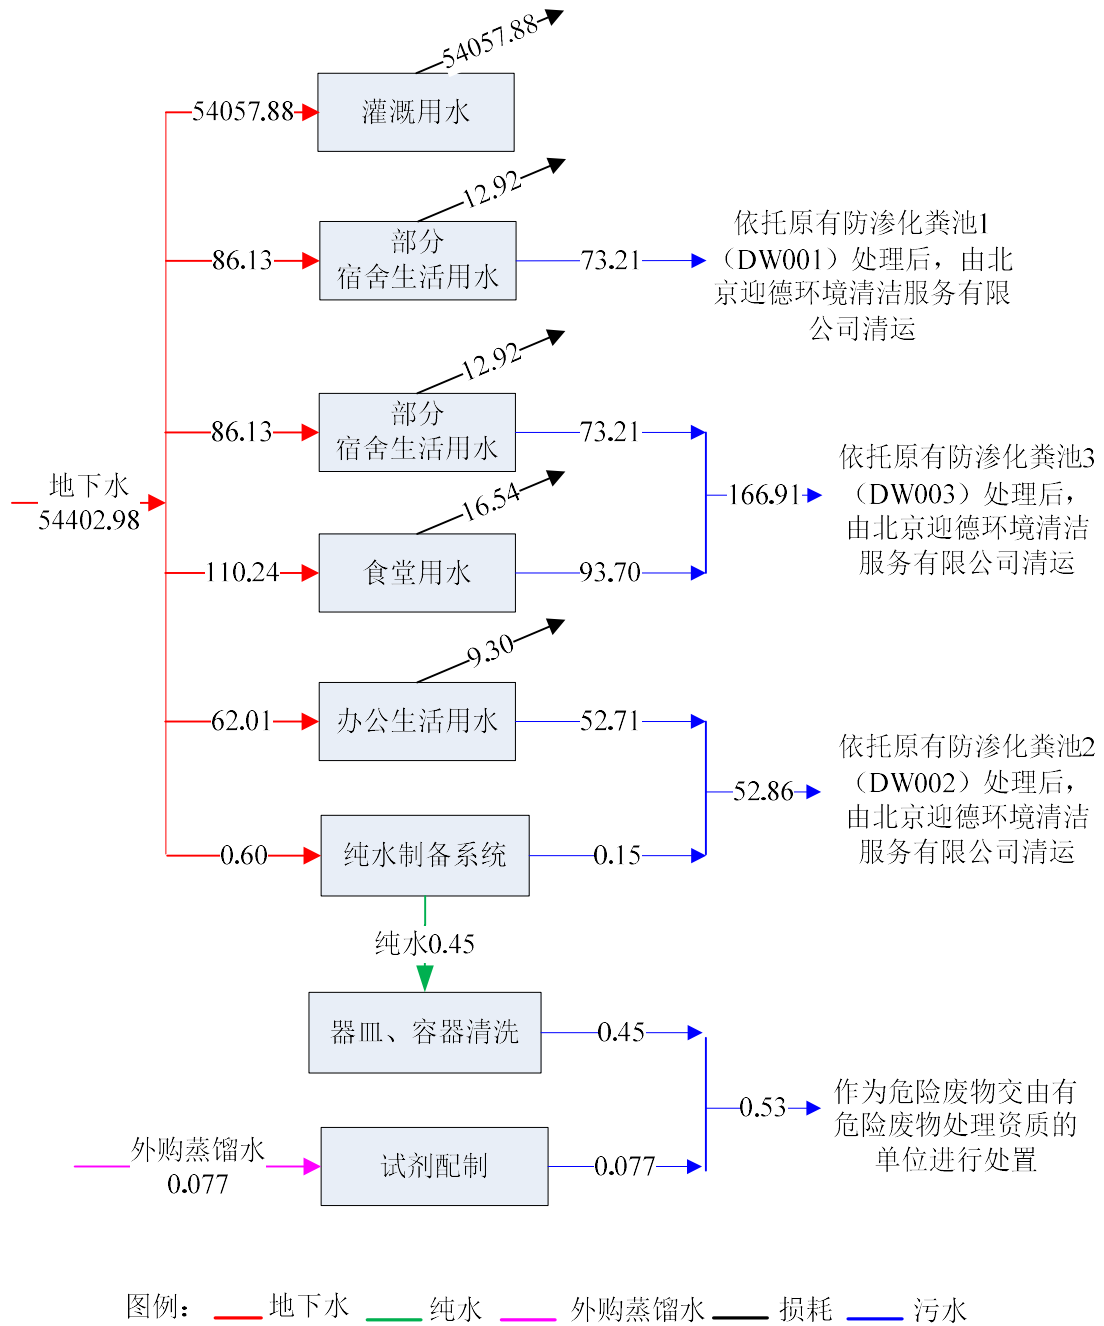 54057.88
54057.88
灌溉用水
12.92
86.13
部分
宿舍生活用水
73.21
依托原有防渗化粪池1
（DW001）处理后，由北
京迎德环境清洁服务有限
公司清运
12.92
86.13
部分
宿舍生活用水
73.21
地下水
54402.98
16.54
110.24
食堂用水
93.70
166.91
依托原有防渗化粪池3
（DW003）处理后，
由北京迎德环境清洁
服务有限公司清运
9.30
62.01
办公生活用水
52.71
0.60
纯水制备系统
0.15
52.86
依托原有防渗化粪池2
（DW002）处理后，
由北京迎德环境清洁
服务有限公司清运
纯水0.45
器皿、容器清洗
0.45
外购蒸馏水
0.077
试剂配制
0.077
0.53
作为危险废物交由有
危险废物处理资质的
单位进行处置
图例： 地下水 纯水 外购蒸馏水 损耗 污水